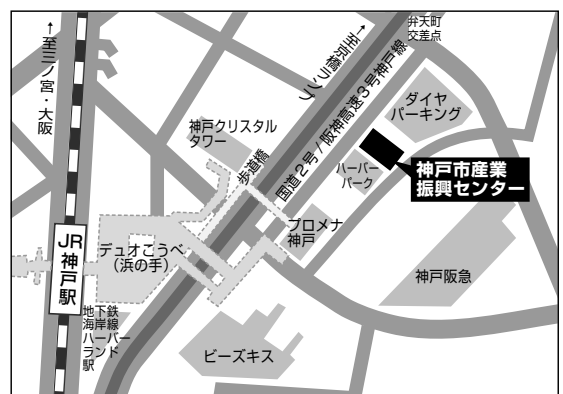 ↑至三ノ宮・大阪
↑至京橋ランプ
弁天町
交差点
国道2号/阪神高速3号神戸線
ダイヤ
パーキング
神戸クリスタル
タワー
歩道橋
ハーバー
パーク
神戸市産業
振興センター
プロメナ
神戸
JR
神戸駅
デュオこうべ
(浜の手)
神戸阪急
地下鉄
海岸線
ハーバー
ランド
駅
ビーズキス